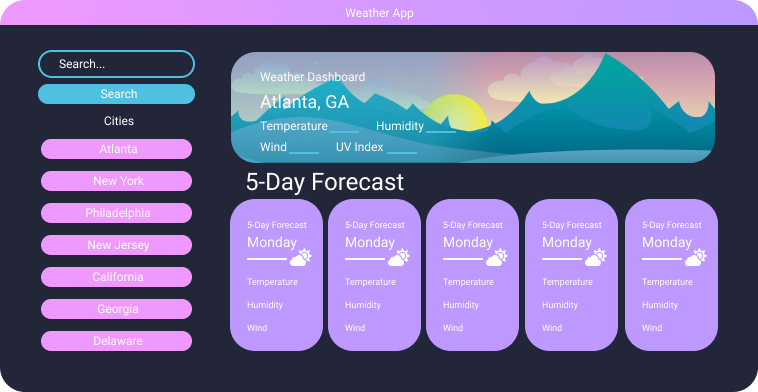 Weather App
Search...
Search
Cities
Atlanta
New York
Philadelphia
New Jersey
California
Georgia
Delaware
Weather Dashboard
Atlanta, GA
Temperature Humidity
Wind UV Index
5-Day Forecast
5-Day Forecast
Monday
Temperature
Humidity
Wind
5-Day Forecast
Monday
Temperature
Humidity
Wind
5-Day Forecast
Monday
Temperature
Humidity
Wind
5-Day Forecast
Monday
Temperature
Humidity
Wind
5-Day Forecast
Monday
Temperature
Humidity
Wind